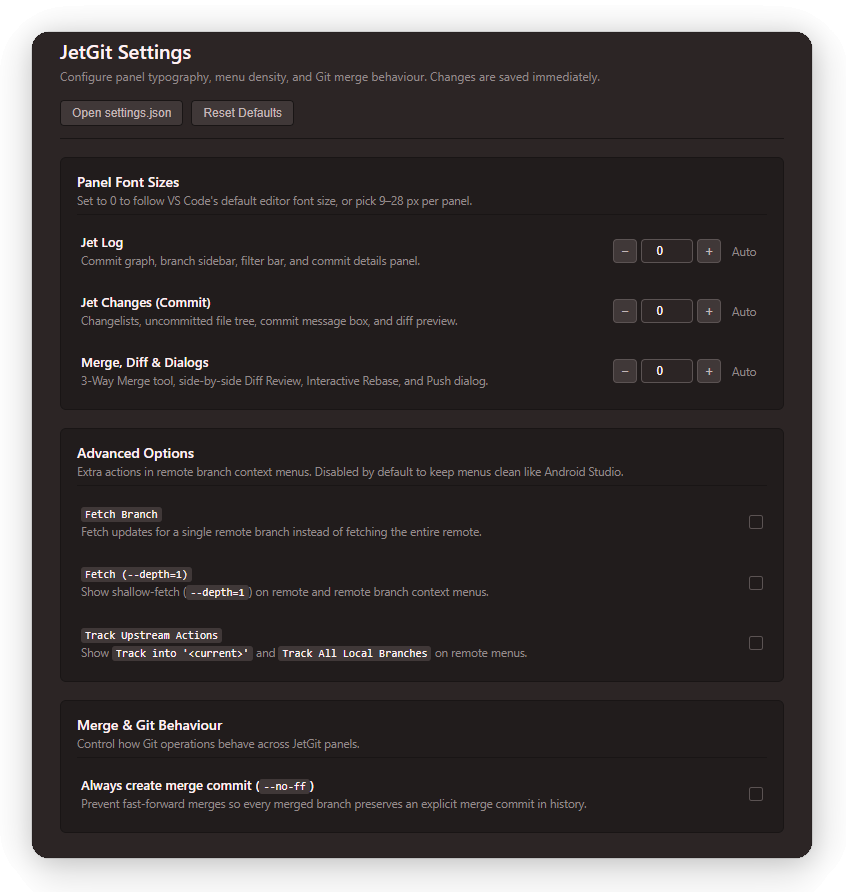 JetGit Settings
Configure panel typography, menu density, and Git merge behaviour. Changes are saved immediately.
Open settings.json
Reset Defaults
Panel Font Sizes
Set to 0 to follow VS Code's default editor font size, or pick 9–28 px per panel.
Jet Log
Commit graph, branch sidebar, filter bar, and commit details panel.
− 0 + Auto
Jet Changes (Commit)
Changelists, uncommitted file tree, commit message box, and diff preview.
− 0 + Auto
Merge, Diff & Dialogs
3-Way Merge tool, side-by-side Diff Review, Interactive Rebase, and Push dialog.
− 0 + Auto
Advanced Options
Extra actions in remote branch context menus. Disabled by default to keep menus clean like Android Studio.
Fetch Branch
Fetch updates for a single remote branch instead of fetching the entire remote.
Fetch (--depth=1)
Show shallow-fetch (--depth=1) on remote and remote branch context menus.
Track Upstream Actions
Show Track into '<current>' and Track All Local Branches on remote menus.
Merge & Git Behaviour
Control how Git operations behave across JetGit panels.
Always create merge commit (--no-ff)
Prevent fast-forward merges so every merged branch preserves an explicit merge commit in history.